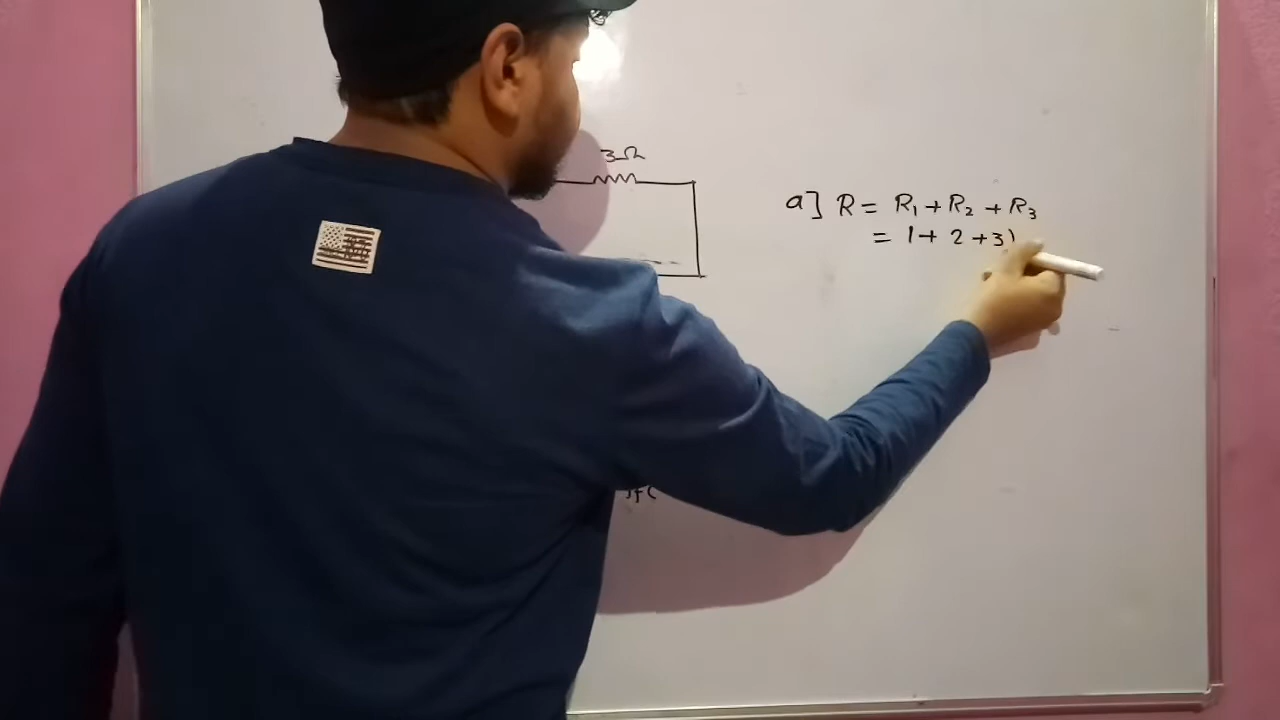 3Ω
a] R = R₁ + R₂ + R₃
= 1 + 2 + 3)